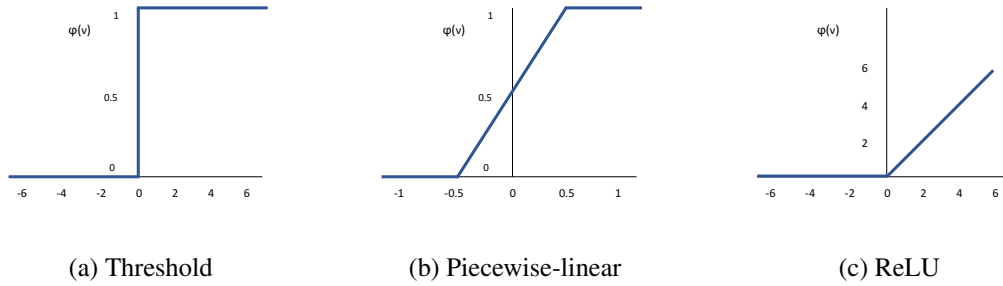 φ(ν)
1
0.5
0
-6 -4 -2 0 2 4 6
(a) Threshold
φ(ν)
1
0.5
0
-1 -0.5 0 0.5 1
(b) Piecewise-linear
φ(ν)
6
4
2
-6 -4 -2 0 2 4 6
(c) ReLU